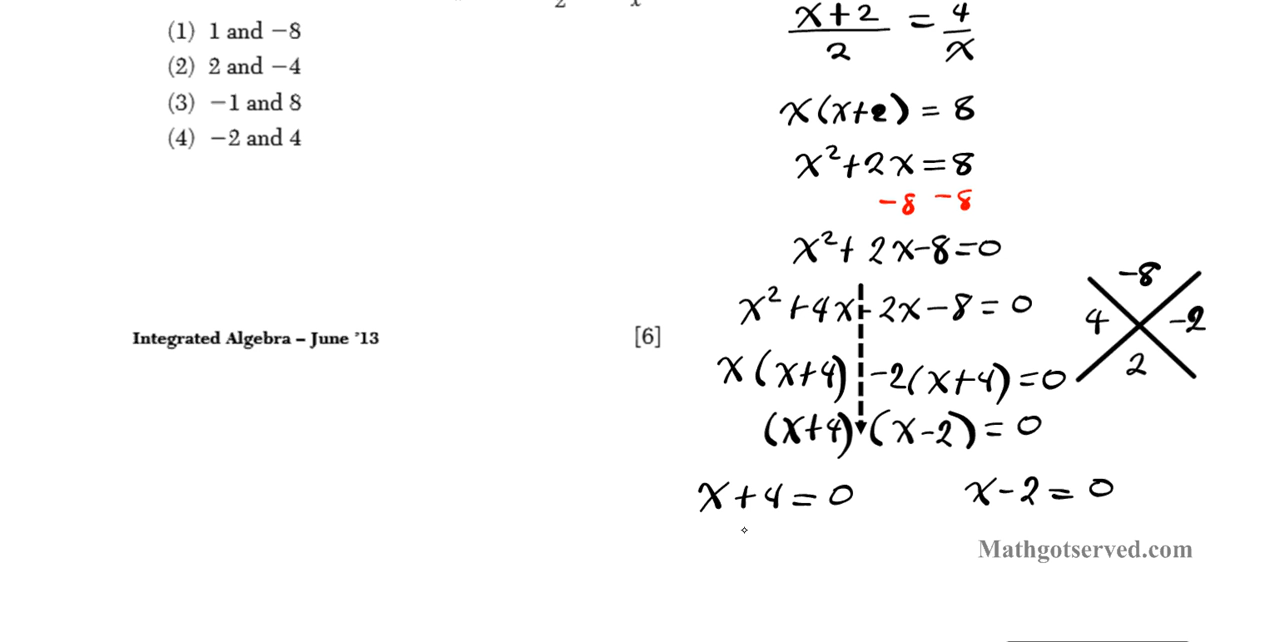 (1) 1 and −8
(2) 2 and −4
(3) −1 and 8
(4) −2 and 4
Integrated Algebra – June ’13
[6]
x+2/2 = 4/x
x(x+2) = 8
x²+2x=8
-8 -8
x²+ 2x-8=0
x²+4x-2x-8=0
x(x+4)-2(x+4)=0
(x+4)(x-2)=0
x+4=0 x-2=0
-8
4 -2
2
Mathgotserved.com